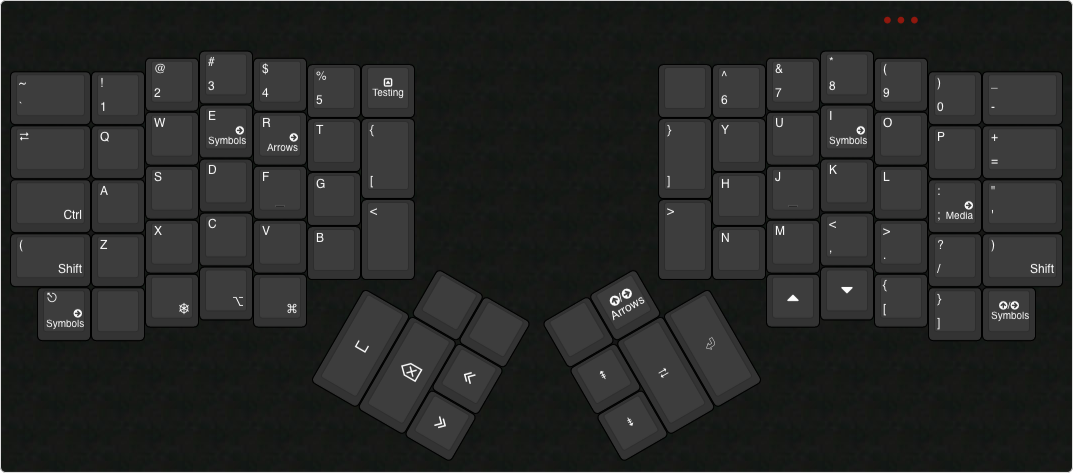 ~
`
!
1
@
2
#
3
$
4
%
5
Testing
^
6
&
7
*
8
(
9
)
0
_
-
⇄
Q
W
E
Symbols
R
Arrows
T
{
[
}
]
Y
U
I
Symbols
O
P
+
=
Ctrl
A
S
D
F
_
G
<
>
H
J
_
K
L
:
; Media
"
'
(
Shift
Z
X
C
V
B
N
M
<
,
>
.
?
/
)
Shift
Symbols
⌥
⌘
▲
▼
{
[
}
]
/
Symbols
/
Arrows
«
»
⇄